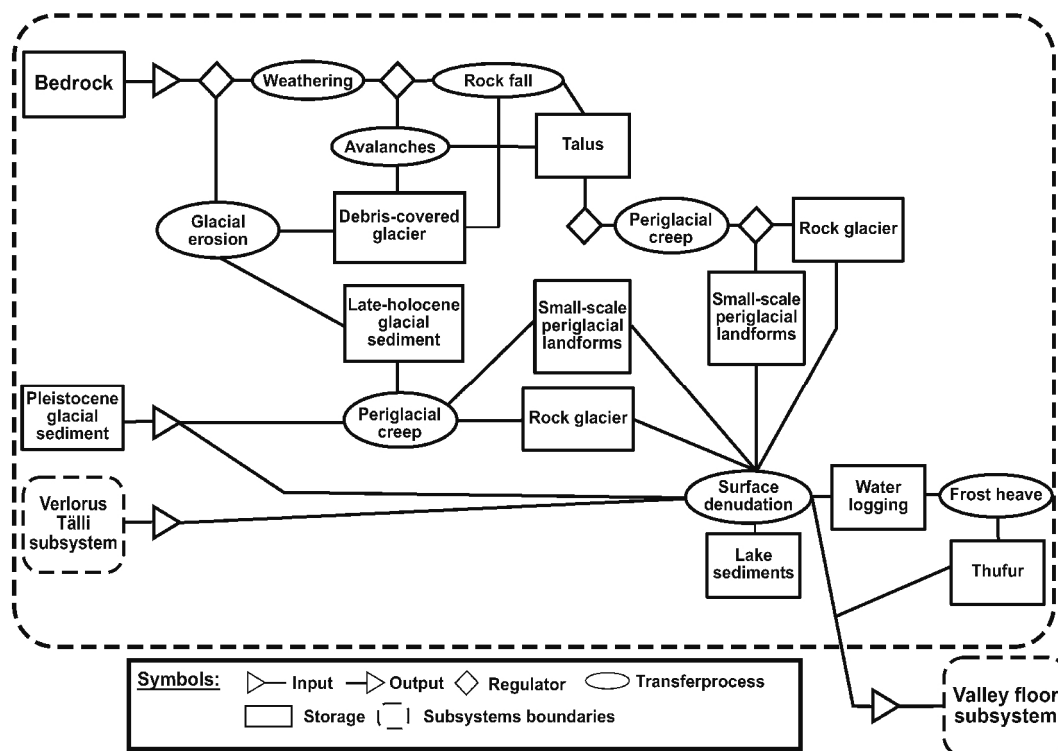 Bedrock
Weathering
Rock fall
Avalanches
Talus
Glacial
erosion
Debris-covered
glacier
Periglacial
creep
Rock glacier
Late-holocene
glacial
sediment
Small-scale
periglacial
landforms
Small-scale
periglacial
landforms
Pleistocene
glacial
sediment
Periglacial
creep
Rock glacier
Verlorus
Tälli
subsystem
Surface
denudation
Water
logging
Frost heave
Lake
sediments
Thufur
Valley floor
subsystem
Symbols: Input Output Regulator Transferprocess
Storage Subsystems boundaries